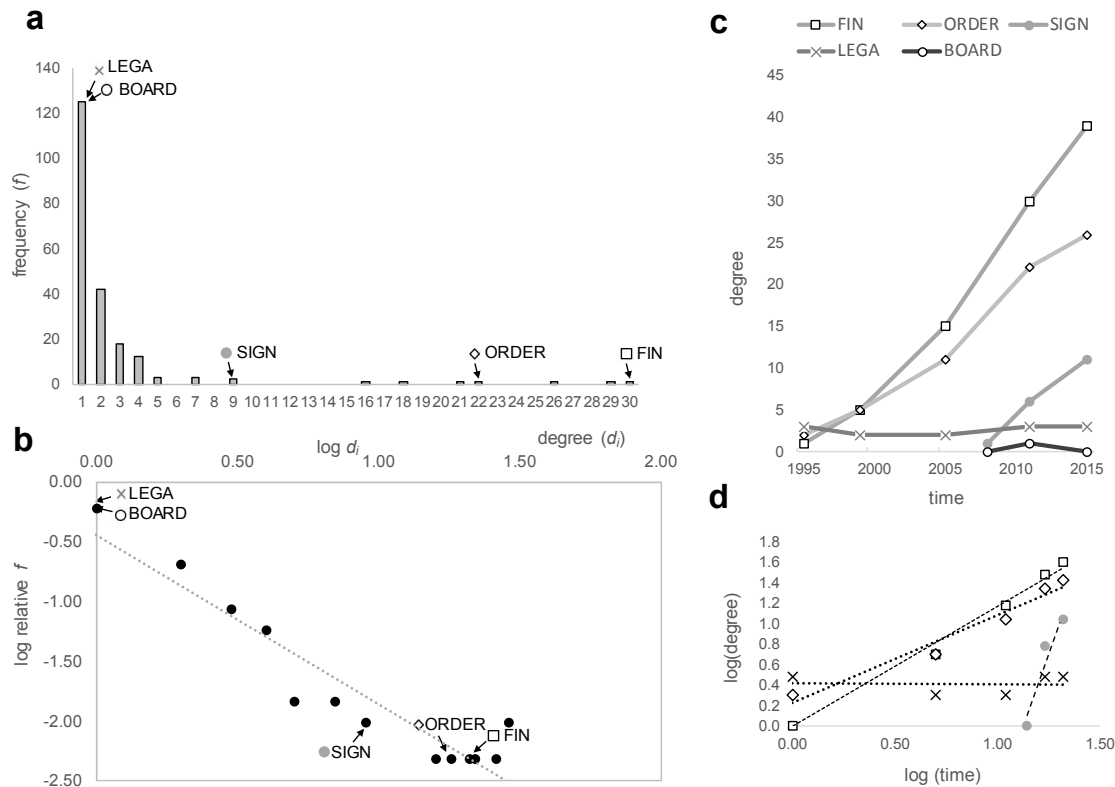 a
140
120
100
80
60
40
20
0
frequency (f)
LEGA
BOARD
SIGN
ORDER
FIN
1 2 3 4 5 6 7 8 9 10 11 12 13 14 15 16 17 18 19 20 21 22 23 24 25 26 27 28 29 30
degree (di)
b
log di
0.00 0.50 1.00 1.50 2.00
0.00
-0.50
-1.00
-1.50
-2.00
-2.50
log relative f
LEGA
BOARD
SIGN
ORDER
FIN
c
FIN ORDER SIGN
LEGA BOARD
45
40
35
30
25
20
15
10
5
0
degree
1995 2000 2005 2010 2015
time
d
1.8
1.6
1.4
1.2
1.0
0.8
0.6
0.4
0.2
0.0
log(degree)
0.00 1.00 1.50
log (time)